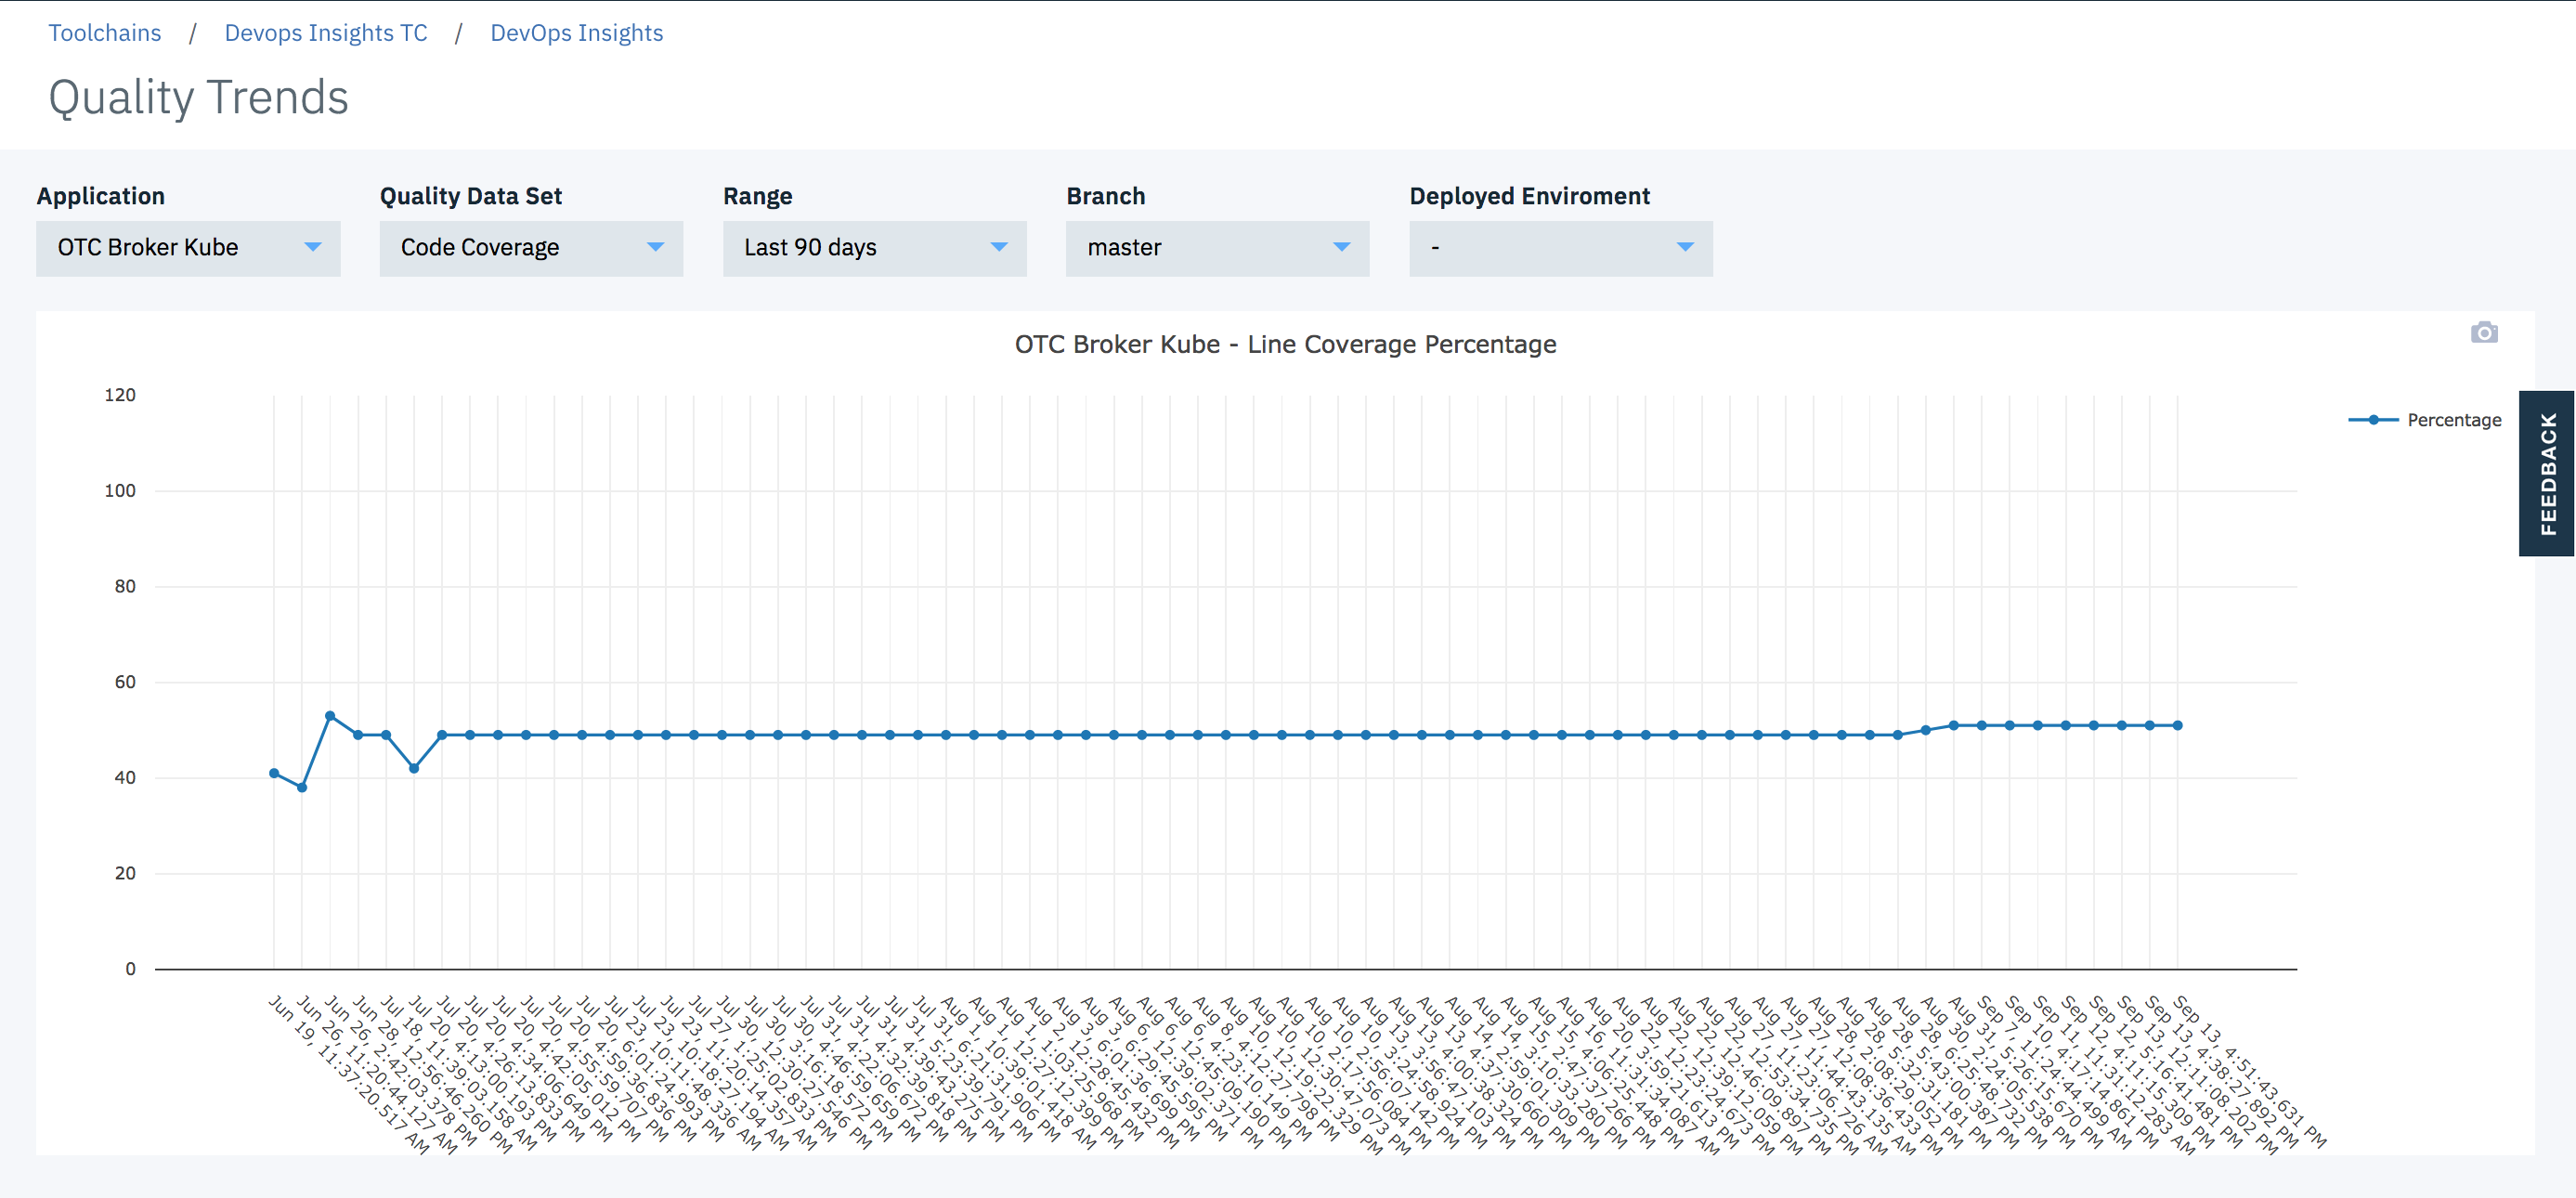 Toolchains / Devops Insights TC / DevOps Insights
Quality Trends
Application Quality Data Set Range Branch Deployed Enviroment
OTC Broker Kube Code Coverage Last 90 days master -
OTC Broker Kube - Line Coverage Percentage
Percentage
FEEDBACK
120
100
80
60
40
20
0
Jun 19, 11:37:20.517 AM
Jun 26, 11:20:44.127 AM
Jun 26, 2:42:03.378 PM
Jun 28, 12:56:46.260 PM
Jul 18, 11:39:03.158 AM
Jul 20, 4:13:00.193 PM
Jul 20, 4:26:13.833 PM
Jul 20, 4:34:06.649 PM
Jul 20, 4:42:05.012 PM
Jul 20, 4:55:59.707 PM
Jul 20, 4:59:36.836 PM
Jul 20, 6:01:24.993 PM
Jul 23, 10:11:48.336 AM
Jul 23, 10:18:27.194 AM
Jul 23, 11:20:14.357 AM
Jul 27, 1:25:02.833 PM
Jul 30, 12:30:27.546 PM
Jul 30, 3:16:18.572 PM
Jul 30, 4:46:59.659 PM
Jul 31, 4:22:06.672 PM
Jul 31, 4:32:39.818 PM
Jul 31, 4:39:43.275 PM
Jul 31, 5:23:39.791 PM
Jul 31, 6:21:31.906 PM
Aug 1, 10:39:01.418 AM
Aug 1, 12:27:12.399 PM
Aug 1, 1:03:25.968 PM
Aug 2, 12:28:45.432 PM
Aug 3, 6:01:36.699 PM
Aug 3, 6:29:45.595 PM
Aug 6, 12:39:02.371 PM
Aug 6, 12:45:09.190 PM
Aug 6, 4:23:10.149 PM
Aug 8, 4:12:27.798 PM
Aug 10, 12:19:22.329 PM
Aug 10, 12:30:47.073 PM
Aug 10, 2:17:56.084 PM
Aug 10, 2:56:07.142 PM
Aug 10, 3:24:58.924 PM
Aug 13, 3:56:47.103 PM
Aug 13, 4:00:38.324 PM
Aug 13, 4:37:30.660 PM
Aug 14, 2:59:01.309 PM
Aug 14, 3:10:33.280 PM
Aug 15, 2:47:37.266 PM
Aug 15, 4:06:25.448 PM
Aug 16, 11:31:34.087 AM
Aug 20, 3:59:21.613 PM
Aug 22, 12:23:24.673 PM
Aug 22, 12:39:12.059 PM
Aug 22, 12:46:09.897 PM
Aug 22, 12:53:34.735 PM
Aug 27, 11:23:06.726 AM
Aug 27, 11:44:43.135 AM
Aug 27, 12:08:36.433 PM
Aug 28, 2:08:29.052 PM
Aug 28, 5:32:31.181 PM
Aug 28, 5:43:00.387 PM
Aug 28, 6:25:48.732 PM
Aug 30, 2:24:05.538 PM
Aug 31, 5:26:15.670 PM
Sep 7, 11:24:44.499 AM
Sep 10, 4:17:14.861 PM
Sep 11, 11:31:12.283 AM
Sep 12, 4:11:15.309 PM
Sep 12, 5:16:41.481 PM
Sep 13, 12:11:08.202 PM
Sep 13, 4:38:27.892 PM
Sep 13, 4:51:43.631 PM